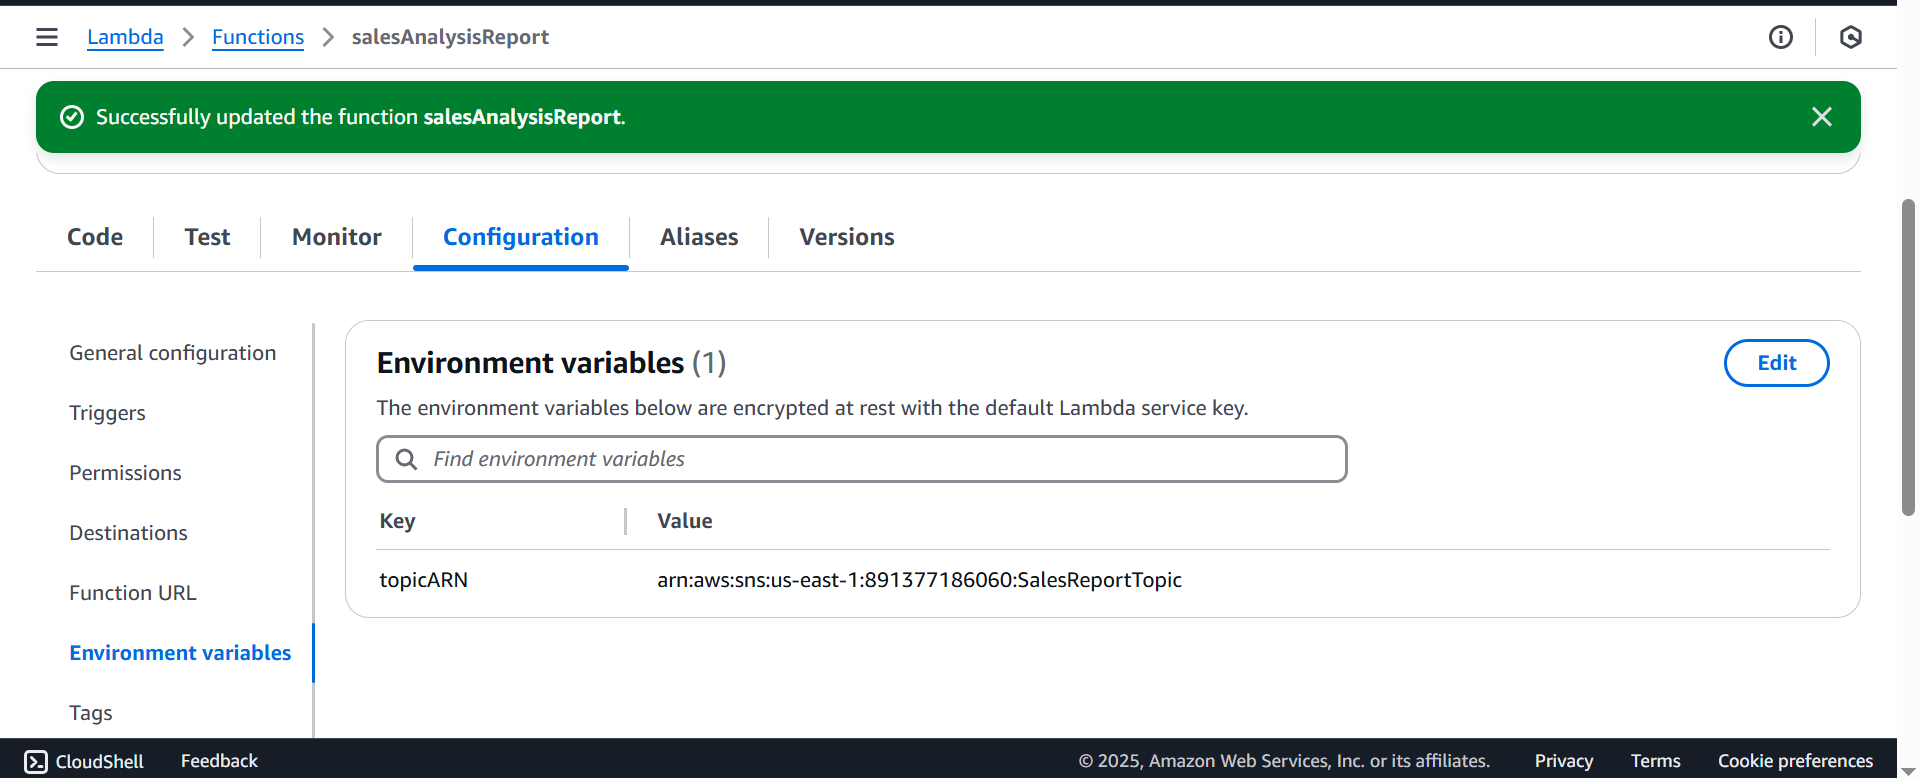 Lambda > Functions > salesAnalysisReport
Successfully updated the function salesAnalysisReport.
Code
Test
Monitor
Configuration
Aliases
Versions
General configuration
Triggers
Permissions
Destinations
Function URL
Environment variables
Tags
Environment variables (1)
Edit
The environment variables below are encrypted at rest with the default Lambda service key.
Find environment variables
Key
Value
topicARN
arn:aws:sns:us-east-1:891377186060:SalesReportTopic
CloudShell
Feedback
© 2025, Amazon Web Services, Inc. or its affiliates.
Privacy
Terms
Cookie preferences